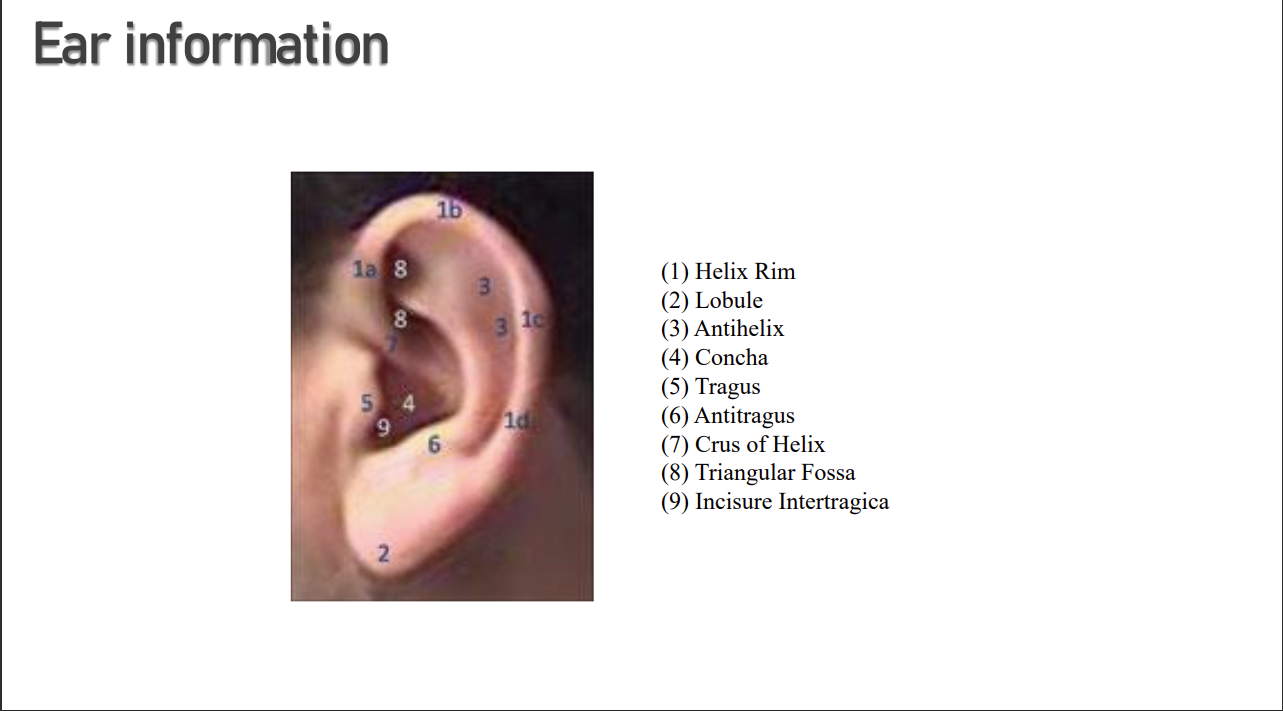 Ear information
1b
1a 8
3
8
3 1c
7
5 4
9
1d
6
2
(1) Helix Rim
(2) Lobule
(3) Antihelix
(4) Concha
(5) Tragus
(6) Antitragus
(7) Crus of Helix
(8) Triangular Fossa
(9) Incisure Intertragica